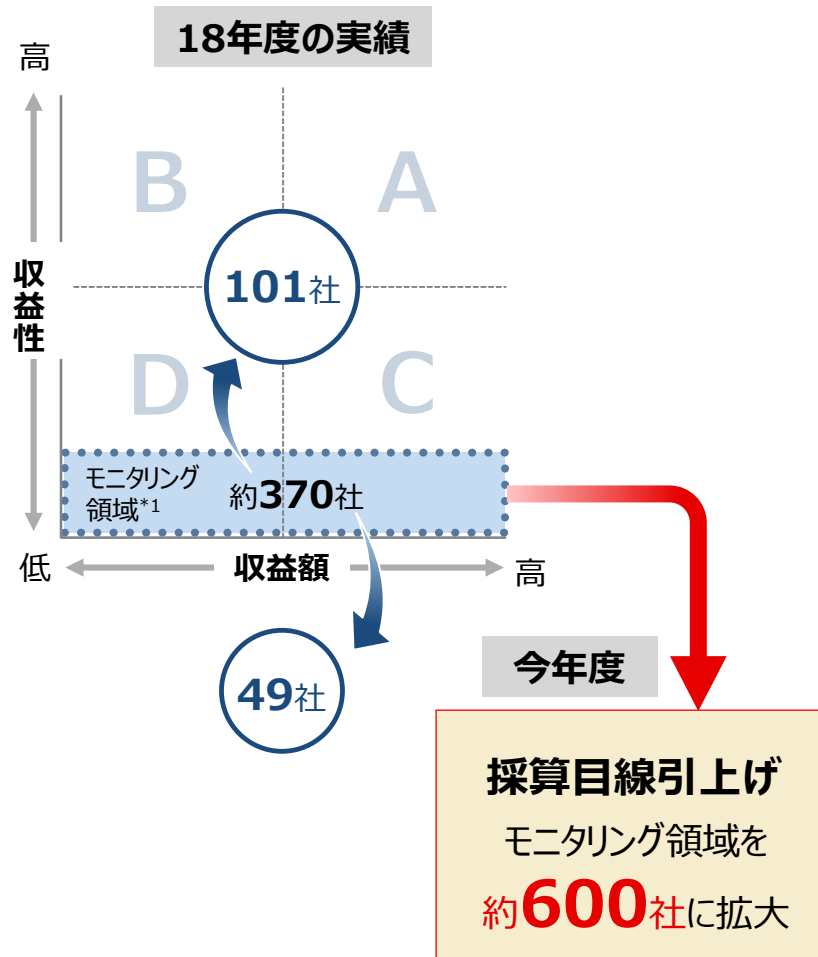 18年度の実績
高
B
A
収益性
101社
D
C
モニタリング
領域*1
約370社
低
収益額
高
49社
今年度
採算目線引上げ
モニタリング領域を
約600社に拡大